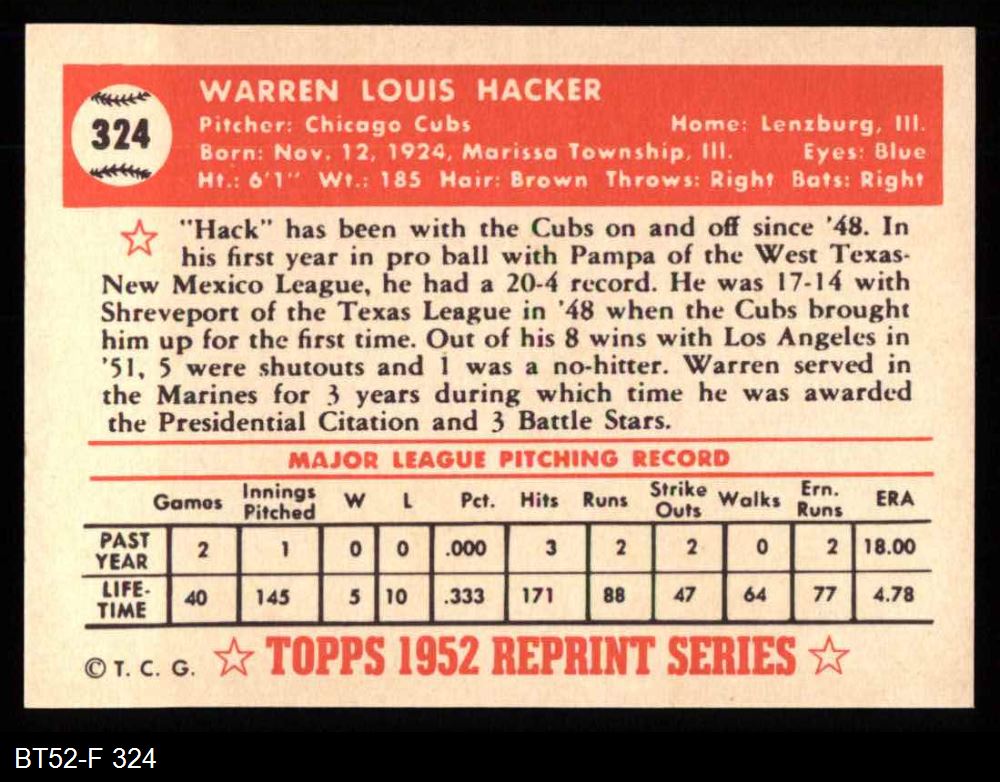 324
WARREN LOUIS HACKER
Pitcher: Chicago Cubs Home: Lenzburg, Ill.
Born: Nov. 12, 1924, Marissa Township, Ill. Eyes: Blue
Ht.: 6'1" Wt.: 185 Hair: Brown Throws: Right Bats: Right
"Hack" has been with the Cubs on and off since '48. In
his first year in pro ball with Pampa of the West Texas-
New Mexico League, he had a 20-4 record. He was 17-14 with
Shreveport of the Texas League in '48 when the Cubs brought
him up for the first time. Out of his 8 wins with Los Angeles in
'51, 5 were shutouts and 1 was a no-hitter. Warren served in
the Marines for 3 years during which time he was awarded
the Presidential Citation and 3 Battle Stars.
MAJOR LEAGUE PITCHING RECORD
Games Innings Pitched W L Pct. Hits Runs Strike Outs Walks Ern. Runs ERA
PAST YEAR 2 1 0 0 .000 3 2 2 0 2 18.00
LIFE-TIME 40 145 5 10 .333 171 88 47 64 77 4.78
© T. C. G. TOPPS 1952 REPRINT SERIES
BT52-F 324